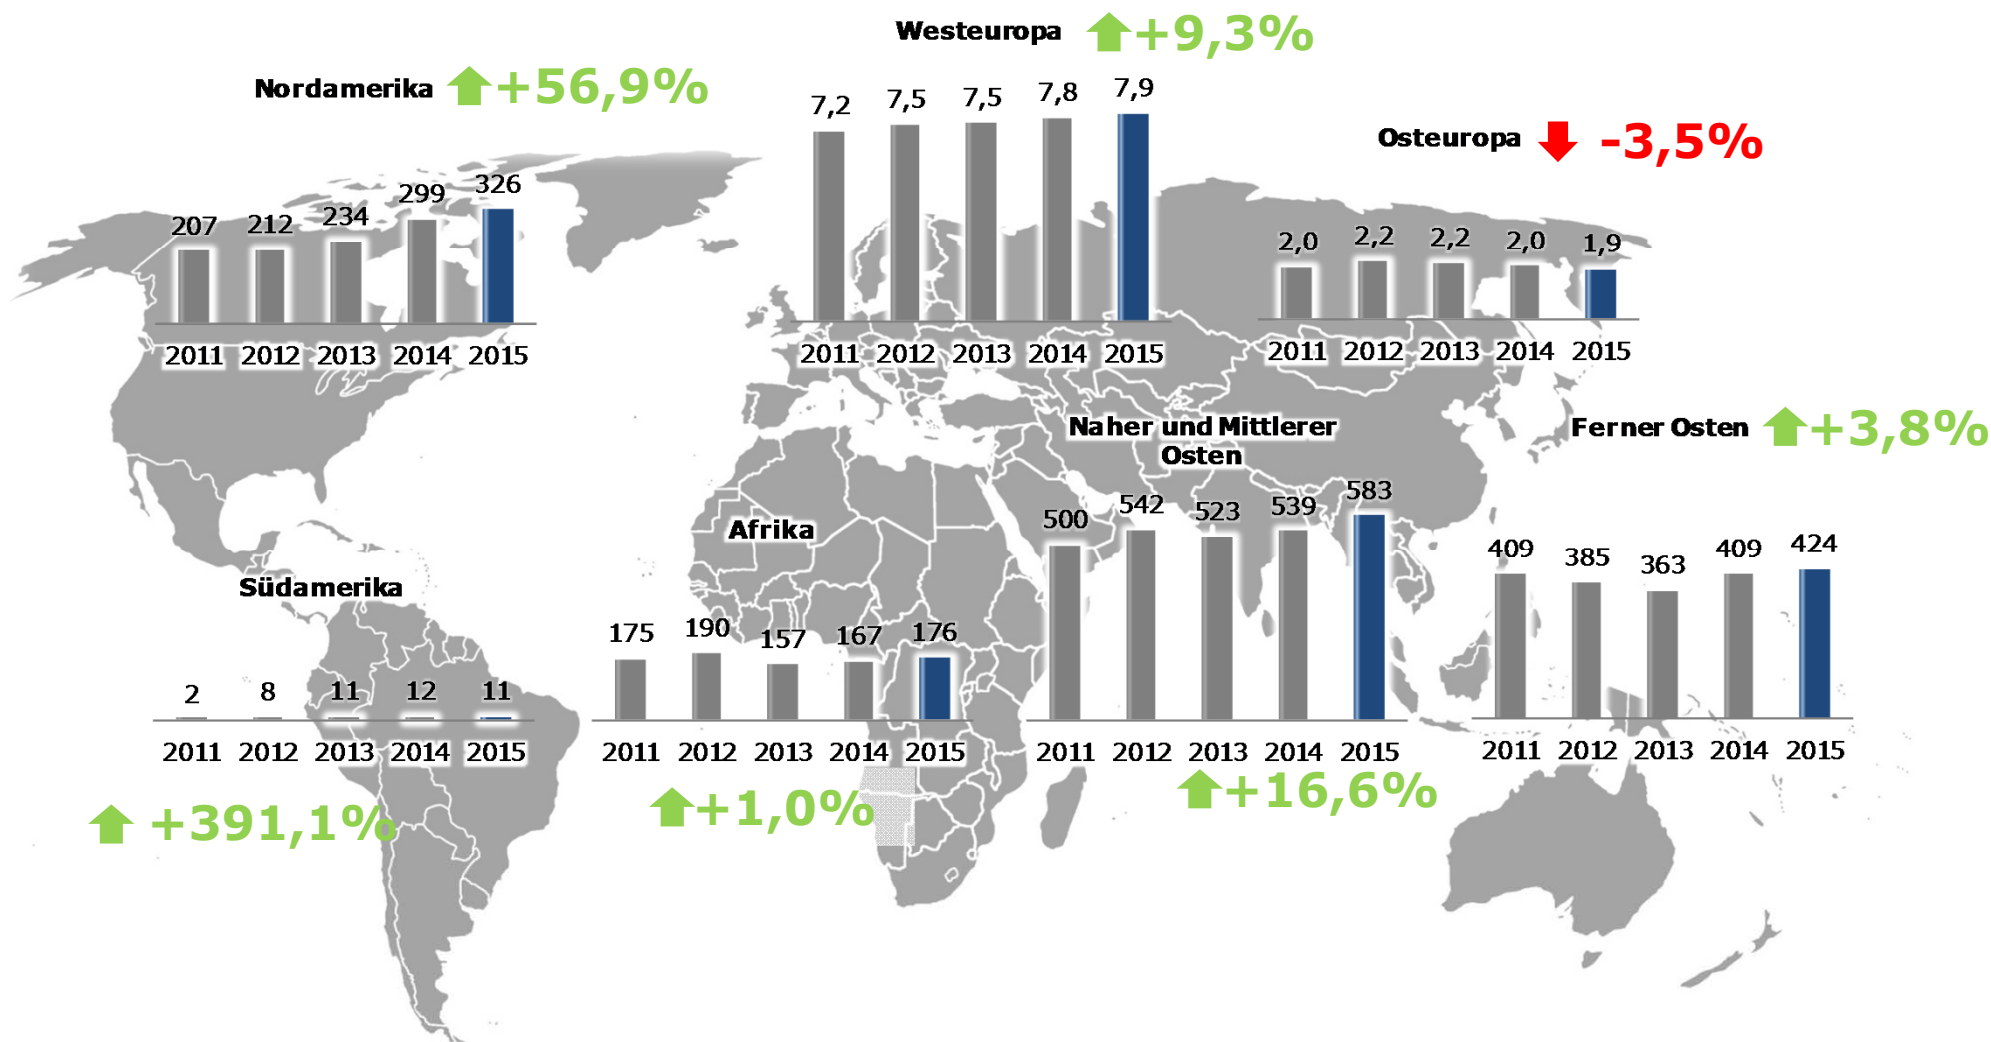 Westeuropa +9,3%
7,2 7,5 7,5 7,8 7,9
2011 2012 2013 2014 2015
Nordamerika +56,9%
207 212 234 299 326
2011 2012 2013 2014 2015
Osteuropa -3,5%
2,0 2,2 2,2 2,0 1,9
2011 2012 2013 2014 2015
Naher und Mittlerer
Osten
500 542 523 539 583
2011 2012 2013 2014 2015
+16,6%
Ferner Osten +3,8%
409 385 363 409 424
2011 2012 2013 2014 2015
Afrika
175 190 157 167 176
2011 2012 2013 2014 2015
+1,0%
Südamerika
2 8 11 12 11
2011 2012 2013 2014 2015
+391,1%